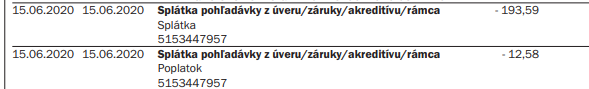 15.06.2020 15.06.2020 Splátka pohľadávky z úveru/záruky/akreditívu/rámca - 193,59
Splátka
5153447957
15.06.2020 15.06.2020 Splátka pohľadávky z úveru/záruky/akreditívu/rámca - 12,58
Poplatok
5153447957